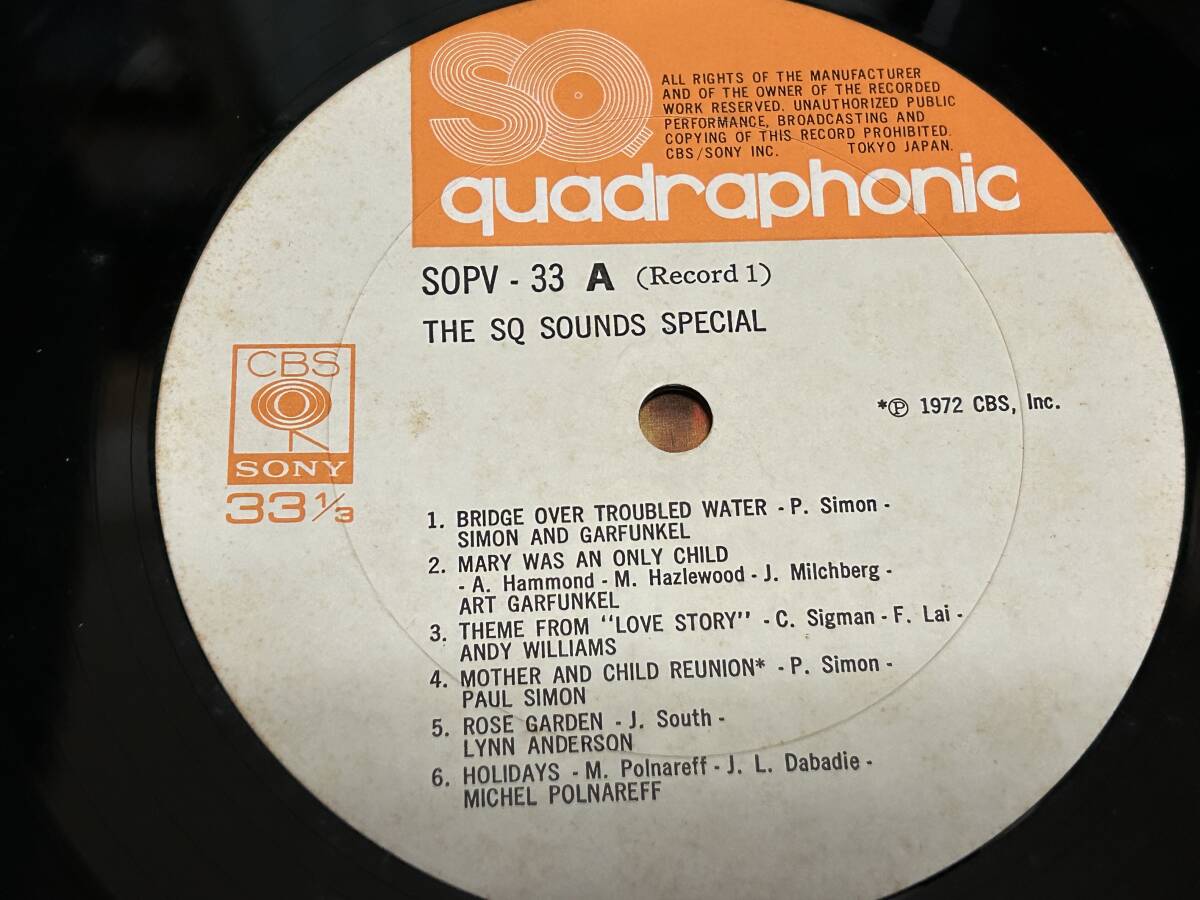 SQ
ALL RIGHTS OF THE MANUFACTURER
AND OF THE OWNER OF THE RECORDED
WORK RESERVED. UNAUTHORIZED PUBLIC
PERFORMANCE, BROADCASTING AND
COPYING OF THIS RECORD PROHIBITED.
CBS/SONY INC. TOKYO JAPAN.
quadraphonic
SOPV - 33 A (Record 1)
THE SQ SOUNDS SPECIAL
CBS
SONY
33 1/3
*℗ 1972 CBS, Inc.
1. BRIDGE OVER TROUBLED WATER - P. Simon -
SIMON AND GARFUNKEL
2. MARY WAS AN ONLY CHILD
- A. Hammond - M. Hazlewood - J. Milchberg -
ART GARFUNKEL
3. THEME FROM "LOVE STORY" - C. Sigman - F. Lai -
ANDY WILLIAMS
4. MOTHER AND CHILD REUNION* - P. Simon -
PAUL SIMON
5. ROSE GARDEN - J. South -
LYNN ANDERSON
6. HOLIDAYS - M. Polnareff - J. L. Dabadie -
MICHEL POLNAREFF